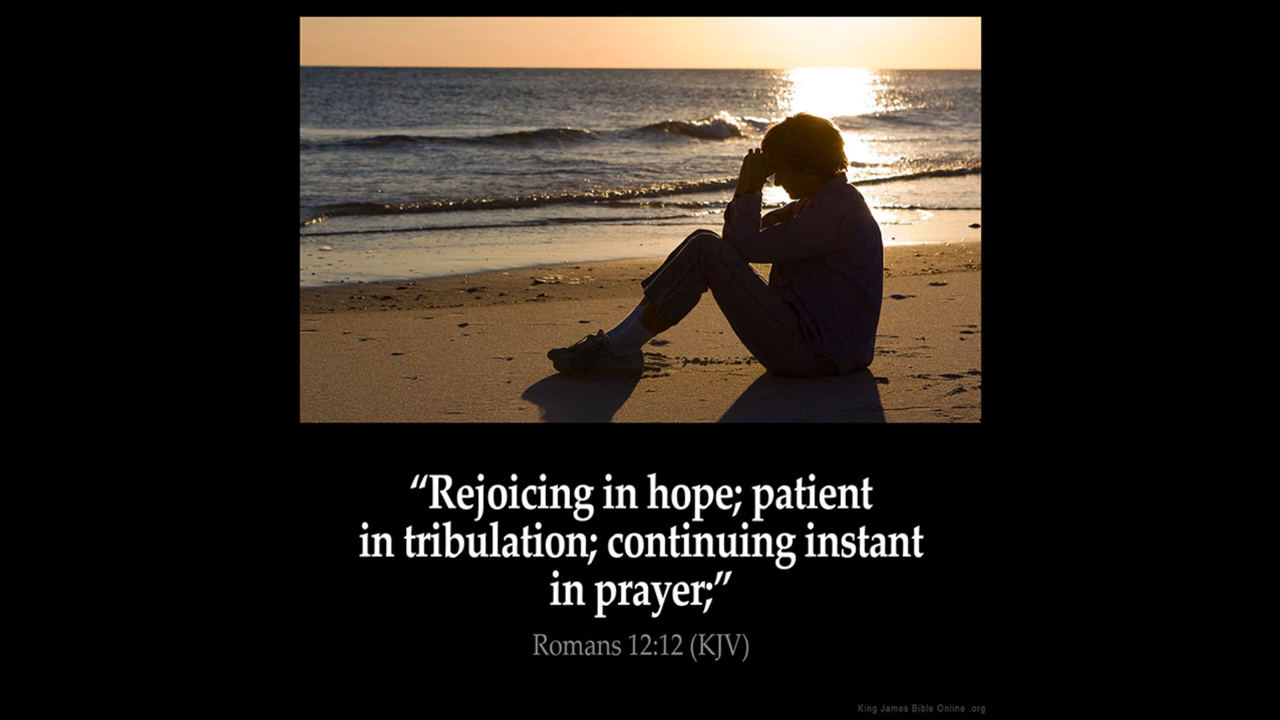 “Rejoicing in hope; patient
in tribulation; continuing instant
in prayer;”
Romans 12:12 (KJV)
King James Bible Online .org